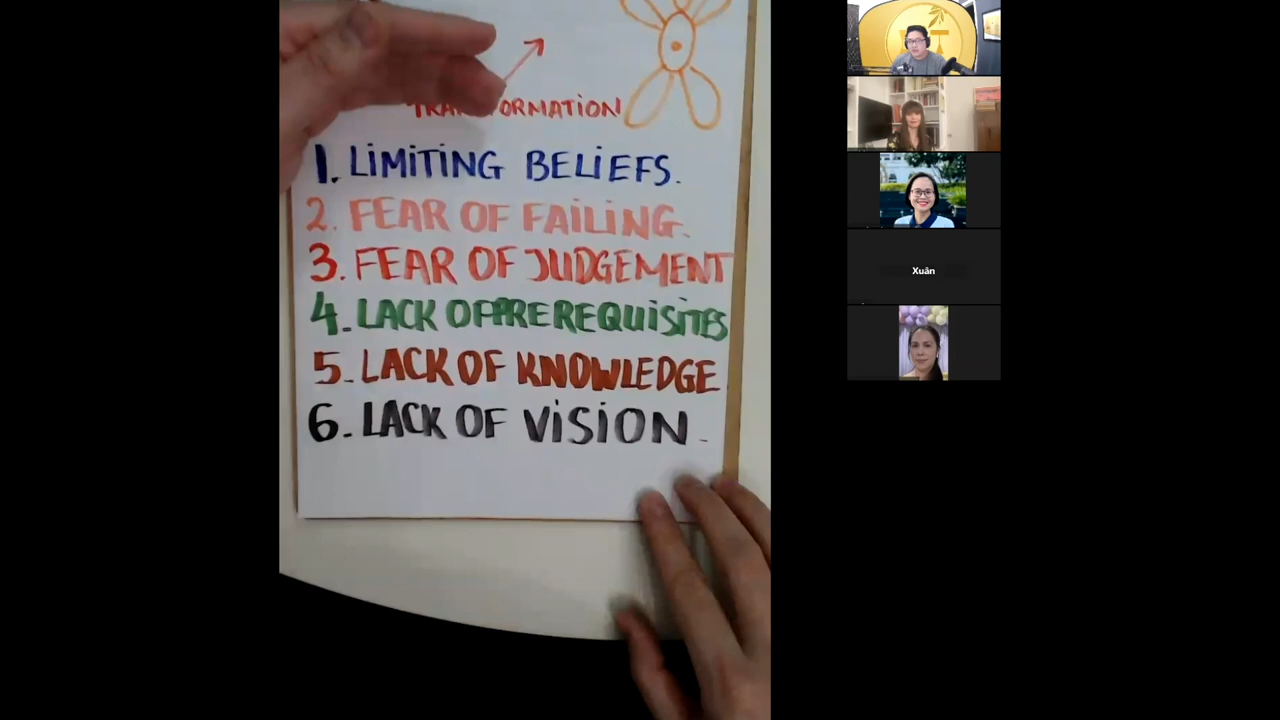 TRANSFORMATION
1. LIMITING BELIEFS.
2. FEAR OF FAILING.
3. FEAR OF JUDGEMENT
4. LACK OF PREREQUISITES
5. LACK OF KNOWLEDGE
6. LACK OF VISION.
Xuân